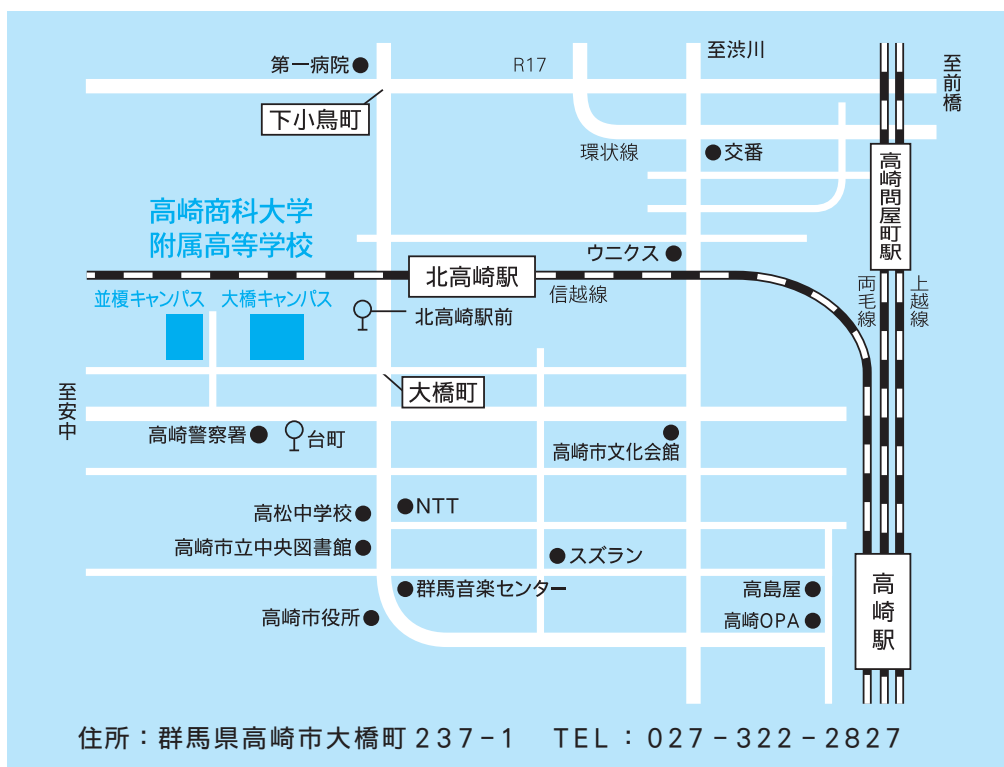 第一病院
R17
至渋川
至前橋
下小鳥町
環状線
交番
高崎問屋町駅
高崎商科大学
附属高等学校
ウニクス
北高崎駅
信越線
両毛線
上越線
並榎キャンパス
大橋キャンパス
北高崎駅前
大橋町
至安中
高崎警察署
台町
高崎市文化会館
高松中学校
NTT
高崎市立中央図書館
スズラン
群馬音楽センター
高島屋
高崎市役所
高崎OPA
高崎駅
住所：群馬県高崎市大橋町237-1 TEL：027-322-2827